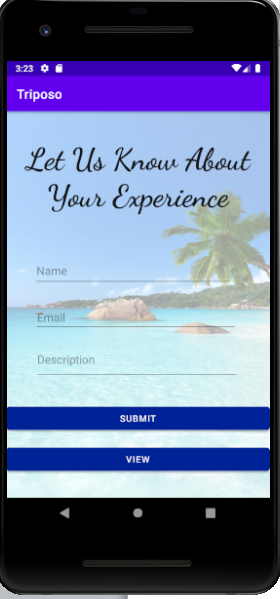 3:23
Triposo
Let Us Know About
Your Experience
Name
Email
Description
SUBMIT
VIEW